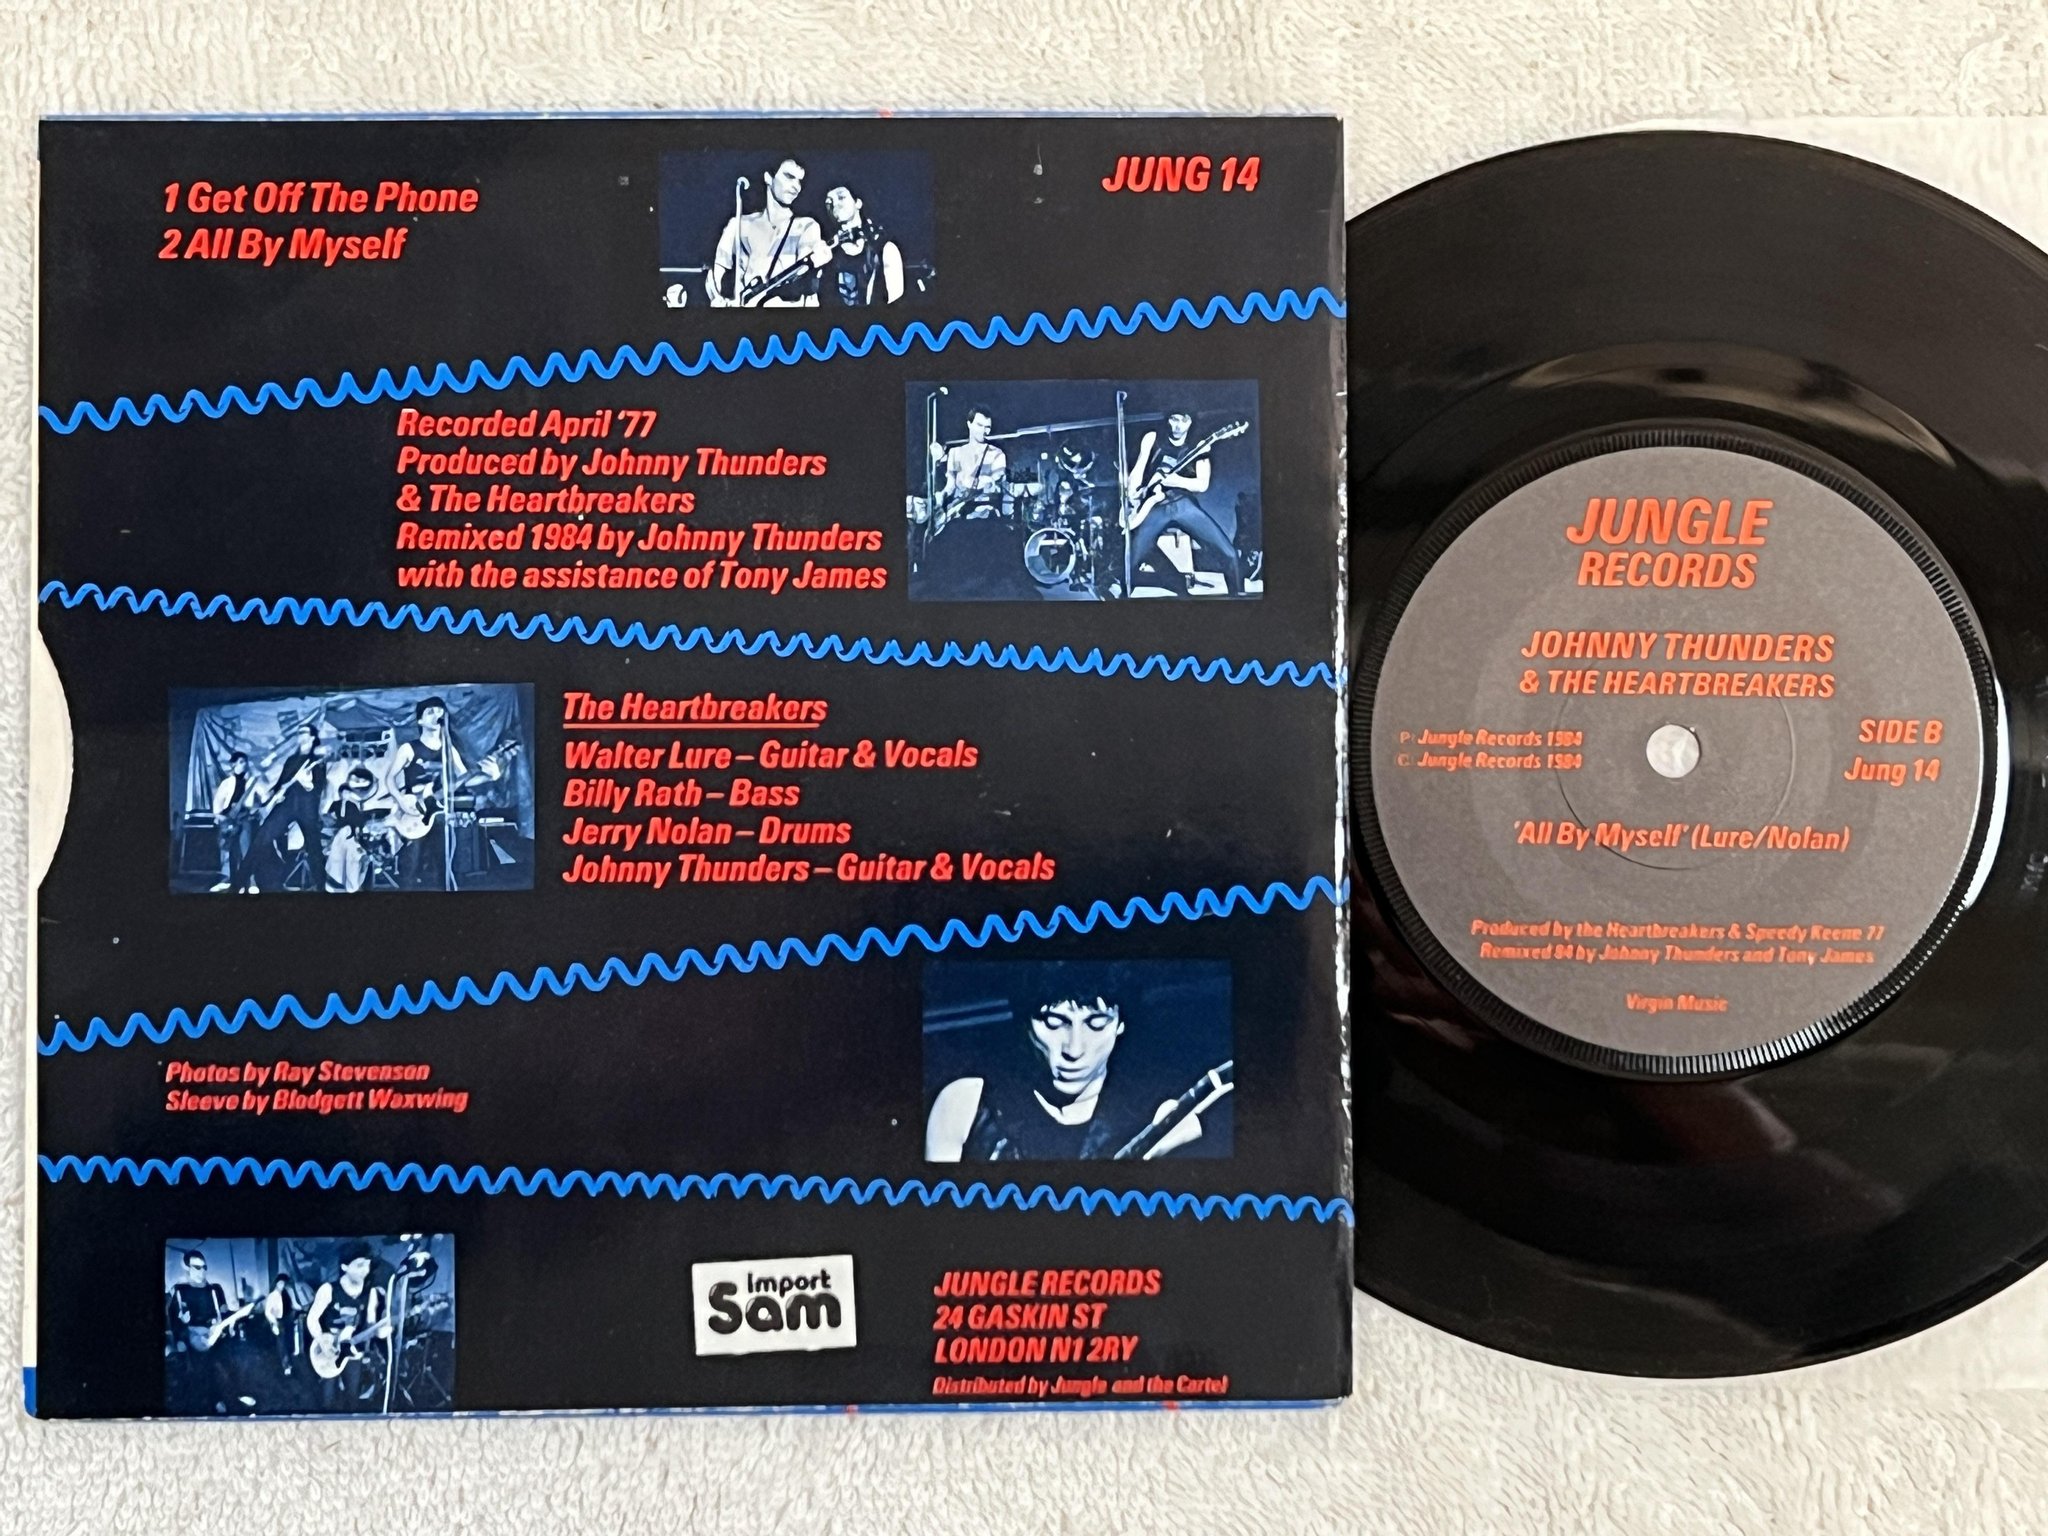 1 Get Off The Phone
2 All By Myself
JUNG 14
Recorded April '77
Produced by Johnny Thunders
& The Heartbreakers
Remixed 1984 by Johnny Thunders
with the assistance of Tony James
The Heartbreakers
Walter Lure – Guitar & Vocals
Billy Rath – Bass
Jerry Nolan – Drums
Johnny Thunders – Guitar & Vocals
Photos by Ray Stevenson
Sleeve by Blodgett Waxwing
Import
Sam
JUNGLE RECORDS
24 GASKIN ST
LONDON N1 2RY
Distributed by Jungle and the Cartel
JUNGLE
RECORDS
JOHNNY THUNDERS
& THE HEARTBREAKERS
P: Jungle Records 1984
C: Jungle Records 1984
SIDE B
Jung 14
'All By Myself' (Lure/Nolan)
Produced by the Heartbreakers & Speedy Keene 77
Remixed 84 by Johnny Thunders and Tony James
Virgin Music